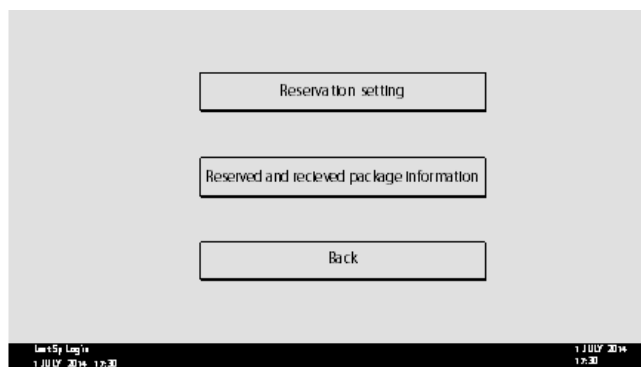 Reservation setting
Reserved and recieved package information
Back
Last Sp Login
1 JULY 2014 17:30
1 JULY 2014
17:30